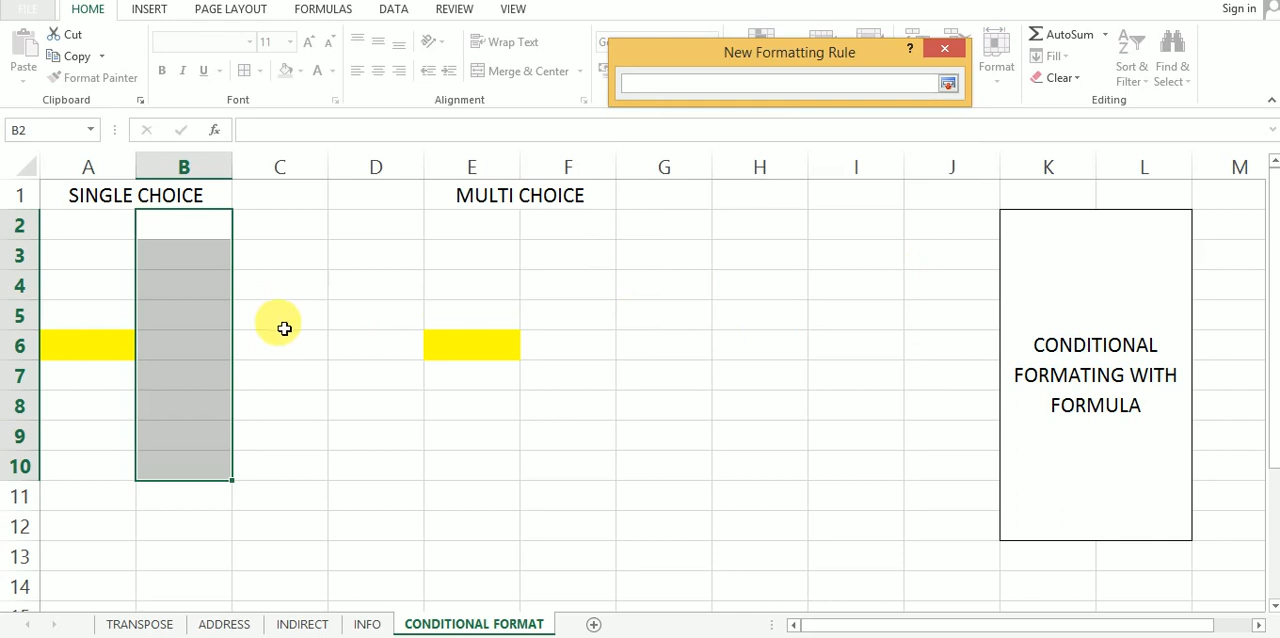 FILE HOME INSERT PAGE LAYOUT FORMULAS DATA REVIEW VIEW Sign in
Cut
Copy
Format Painter
Paste
Clipboard
11 A A
B I U A
Font
Wrap Text
Merge & Center
Alignment
New Formatting Rule ?
Format
AutoSum
Fill
Clear
Sort &
Filter
Find &
Select
Editing
B2 fx
A B C D E F G H I J K L M
1 SINGLE CHOICE MULTI CHOICE
2
3
4
5
6
7
8
9
10
11
12
13
14
CONDITIONAL
FORMATING WITH
FORMULA
TRANSPOSE ADDRESS INDIRECT INFO CONDITIONAL FORMAT